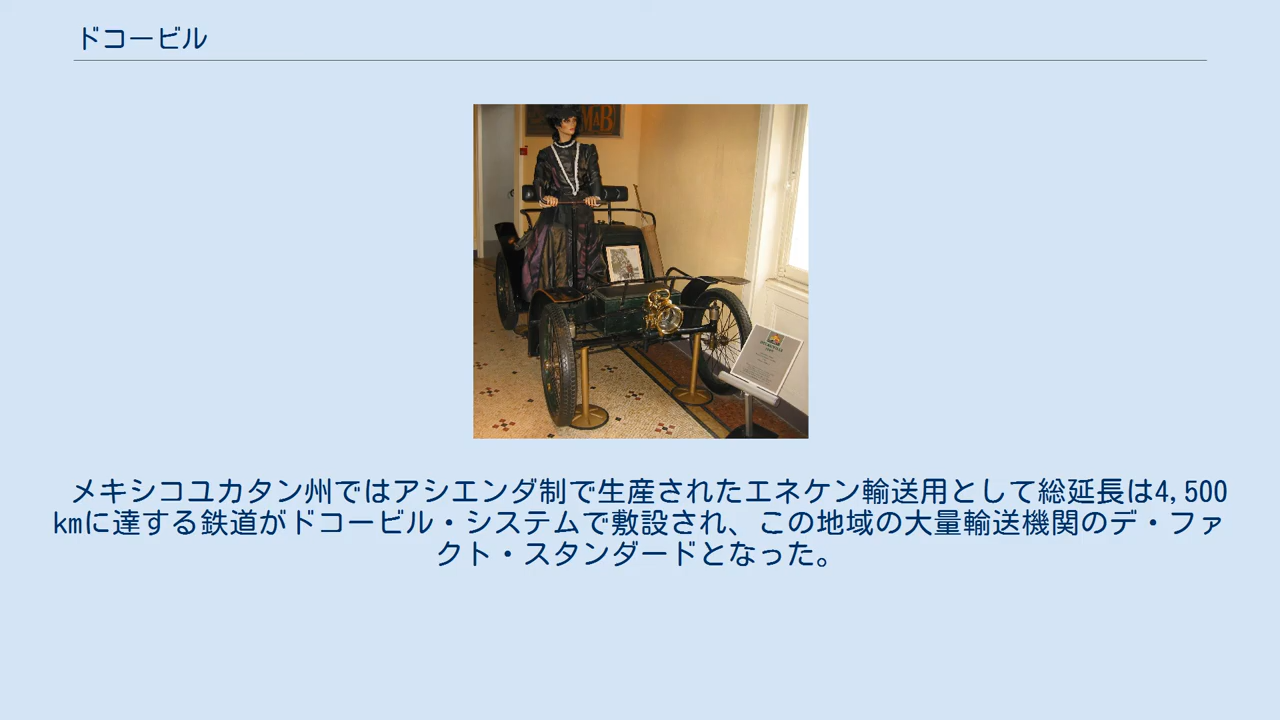 ドコービル
MAB
メキシコユカタン州ではアシエンダ制で生産されたエネケン輸送用として総延長は4,500
kmに達する鉄道がドコービル・システムで敷設され、この地域の大量輸送機関のデ・ファ
クト・スタンダードとなった。